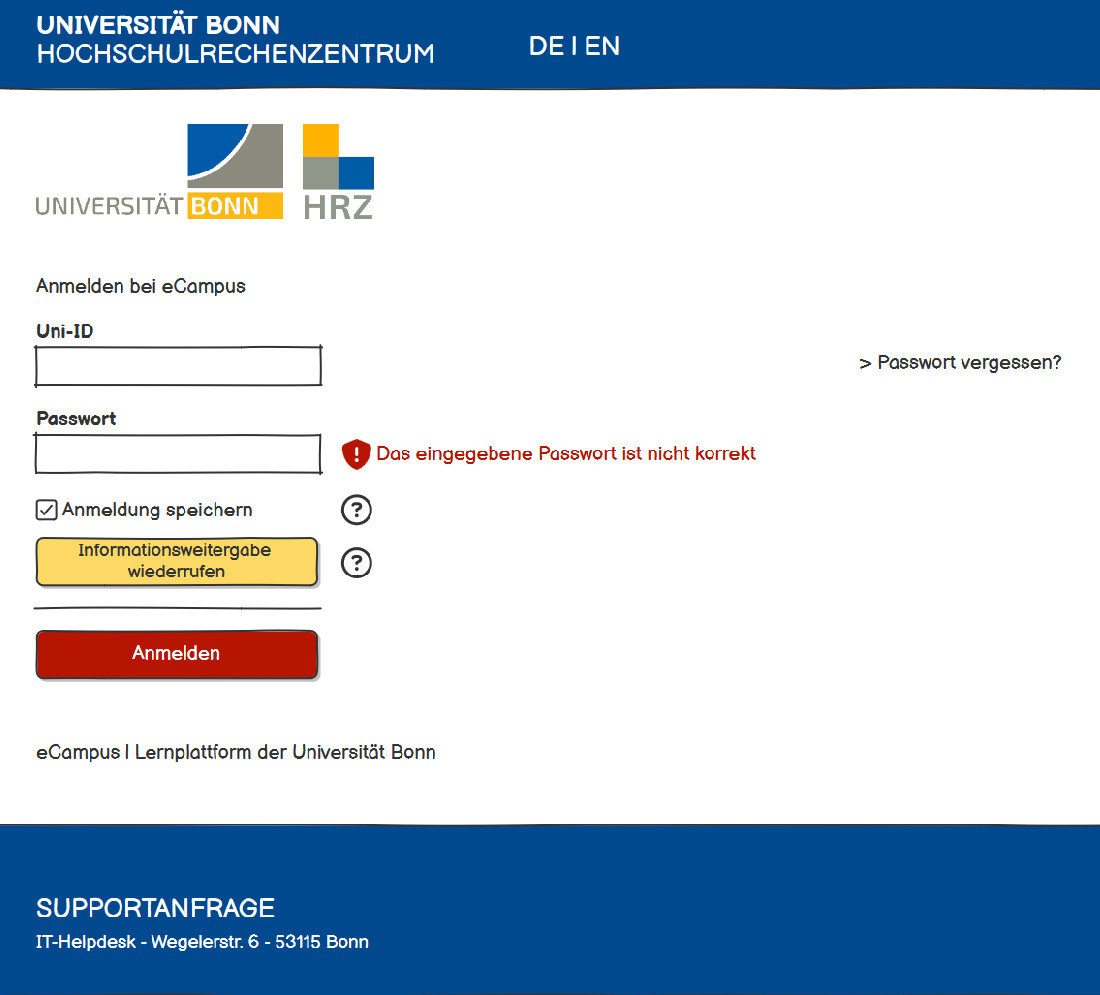 UNIVERSITÄT BONN
HOCHSCHULRECHENZENTRUM
DE | EN
UNIVERSITÄT BONN
HRZ
Anmelden bei eCampus
Uni-ID
> Passwort vergessen?
Passwort
Das eingegebene Passwort ist nicht korrekt
Anmeldung speichern
?
Informationsweitergabe
wiederrufen
?
Anmelden
eCampus | Lernplattform der Universität Bonn
SUPPORTANFRAGE
IT-Helpdesk - Wegelerstr. 6 - 53115 Bonn